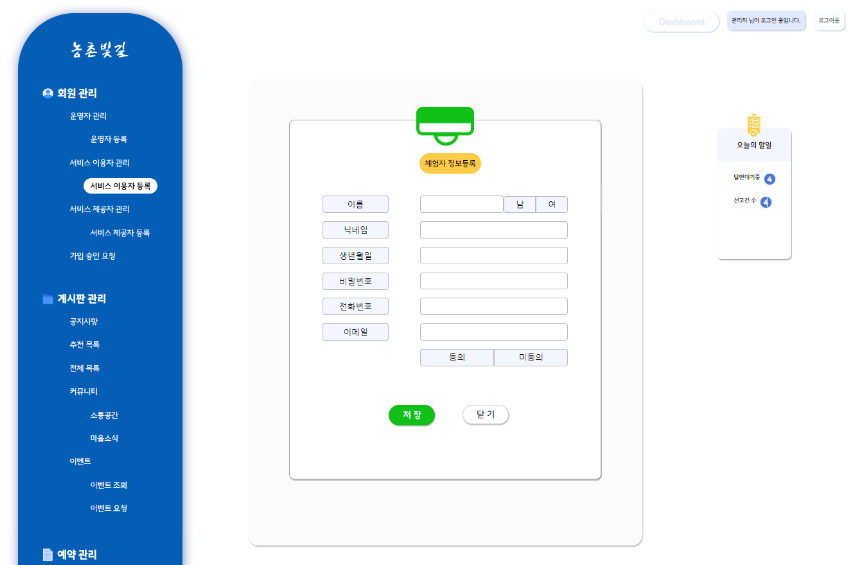 농촌빛길
Dashboard
관리자 님이 로그인 중입니다.
로그아웃
회원 관리
운영자 관리
운영자 등록
서비스 이용자 관리
서비스 이용자 등록
서비스 제공자 관리
서비스 제공자 등록
가입 승인 요청
게시판 관리
공지사항
추천 목록
전체 목록
커뮤니티
소통공간
마을소식
이벤트
이벤트 조회
이벤트 요청
예약 관리
체험자 정보등록
이름
남
여
닉네임
생년월일
비밀번호
전화번호
이메일
동의
미동의
저장
닫기
오늘의 할일
답변대기중 4
신고건 수 4